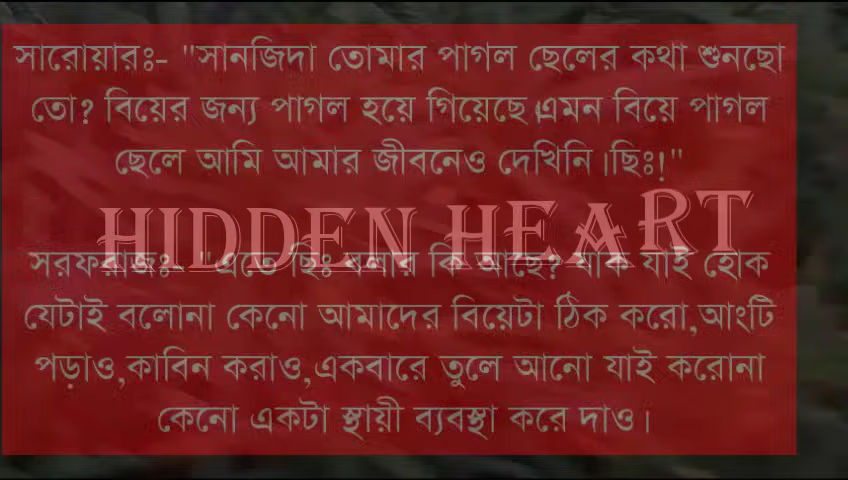 সারোয়ারঃ- "সানজিদা তোমার পাগল ছেলের কথা শুনছো
তো? বিয়ের জন্য পাগল হয়ে গিয়েছে।এমন বিয়ে পাগল
ছেলে আমি আমার জীবনেও দেখিনি।ছিঃ!"
HIDDEN HEART
সরফরাজঃ- "এতে ছিঃ বলার কি আছে? যাক যাই হোক
যেটাই বলোনা কেনো আমাদের বিয়েটা ঠিক করো,আংটি
পড়াও,কাবিন করাও,একবারে তুলে আনো যাই করোনা
কেনো একটা স্থায়ী ব্যবস্থা করে দাও।